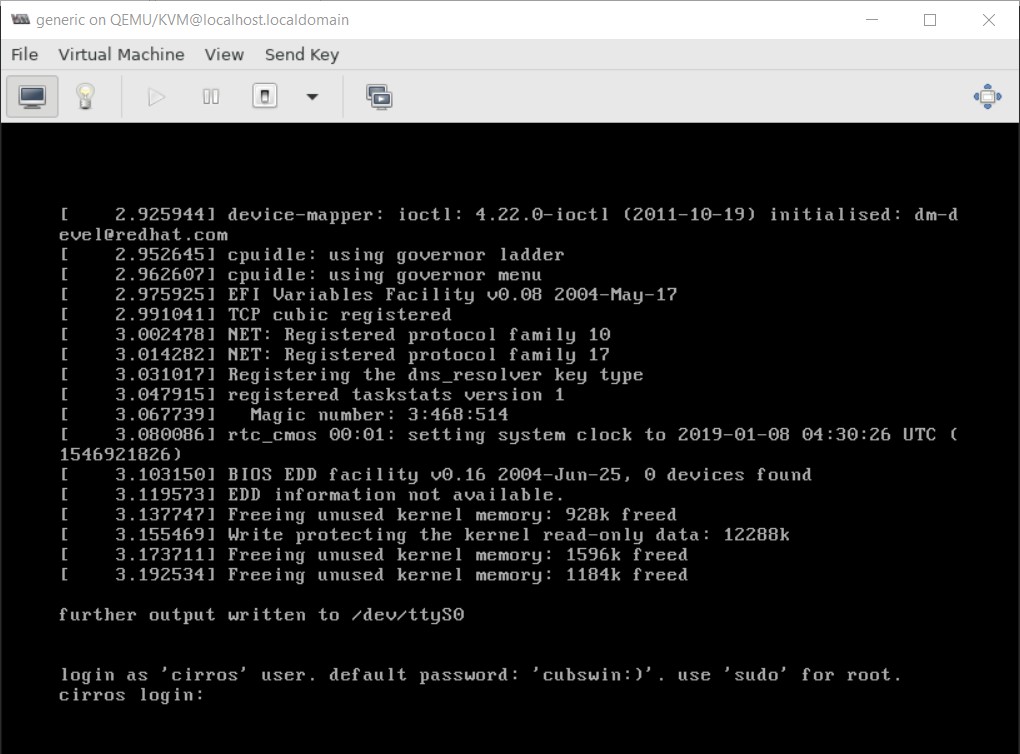 generic on QEMU/KVM@localhost.localdomain
File Virtual Machine View Send Key
[    2.925944] device-mapper: ioctl: 4.22.0-ioctl (2011-10-19) initialised: dm-d
evel@redhat.com
[    2.952645] cpuidle: using governor ladder
[    2.962607] cpuidle: using governor menu
[    2.975925] EFI Variables Facility v0.08 2004-May-17
[    2.991041] TCP cubic registered
[    3.002478] NET: Registered protocol family 10
[    3.014282] NET: Registered protocol family 17
[    3.031017] Registering the dns_resolver key type
[    3.047915] registered taskstats version 1
[    3.067739]   Magic number: 3:468:514
[    3.080086] rtc_cmos 00:01: setting system clock to 2019-01-08 04:30:26 UTC (
1546921826)
[    3.103150] BIOS EDD facility v0.16 2004-Jun-25, 0 devices found
[    3.119573] EDD information not available.
[    3.137747] Freeing unused kernel memory: 928k freed
[    3.155469] Write protecting the kernel read-only data: 12288k
[    3.173711] Freeing unused kernel memory: 1596k freed
[    3.192534] Freeing unused kernel memory: 1184k freed
further output written to /dev/ttyS0
login as 'cirros' user. default password: 'cubswin:)'. use 'sudo' for root.
cirros login: